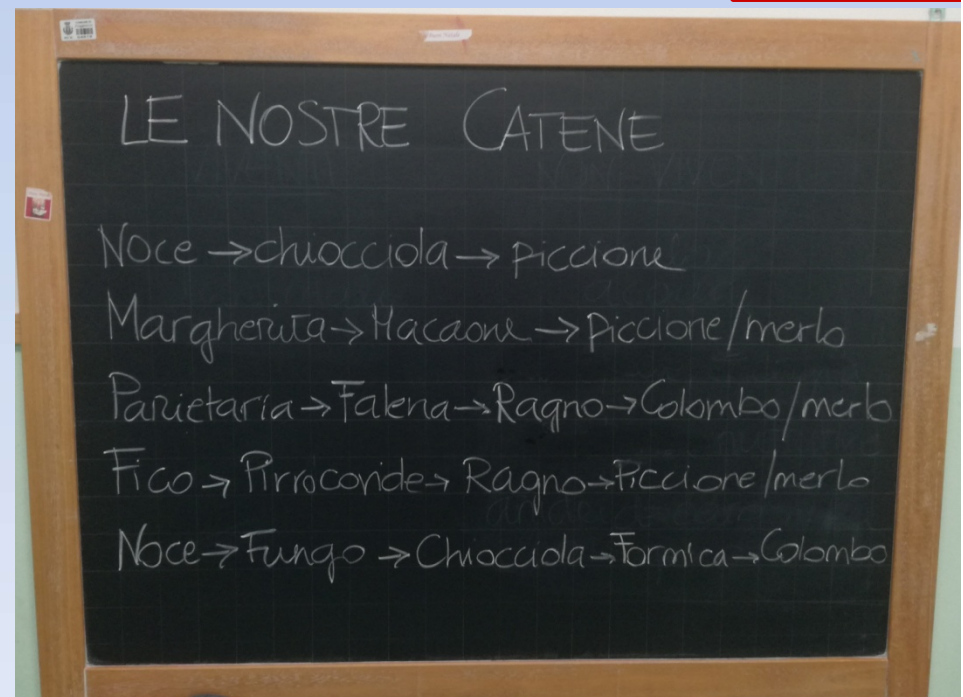 LE NOSTRE CATENE
Noce → chiocciola → piccione
Margherita → Macaone → piccione/merlo
Parietaria → Falena → Ragno → Colombo/merlo
Fico → Pirrocoride → Ragno → Piccione/merlo
Noce → Fungo → Chiocciola → Formica → Colombo